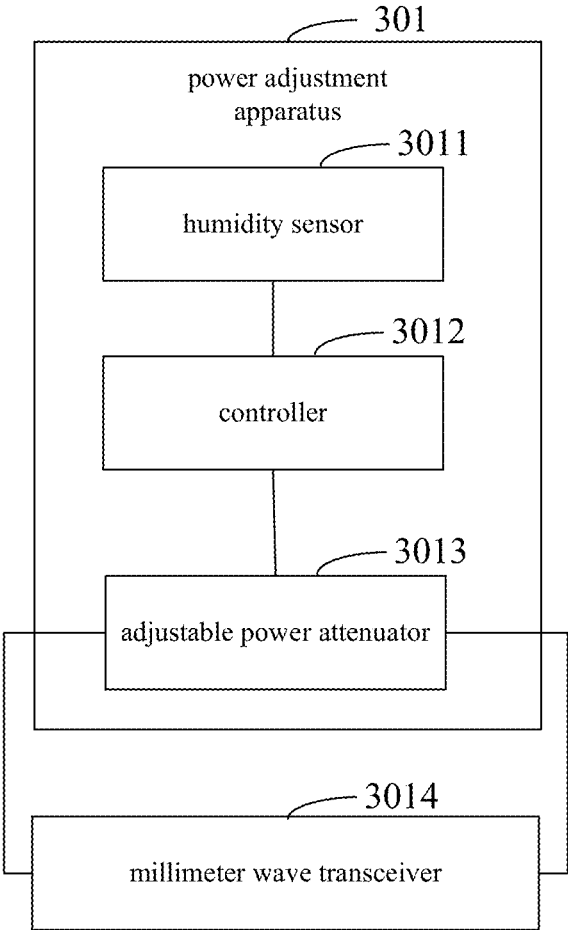 301
power adjustment
apparatus
3011
humidity sensor
3012
controller
3013
adjustable power attenuator
3014
millimeter wave transceiver